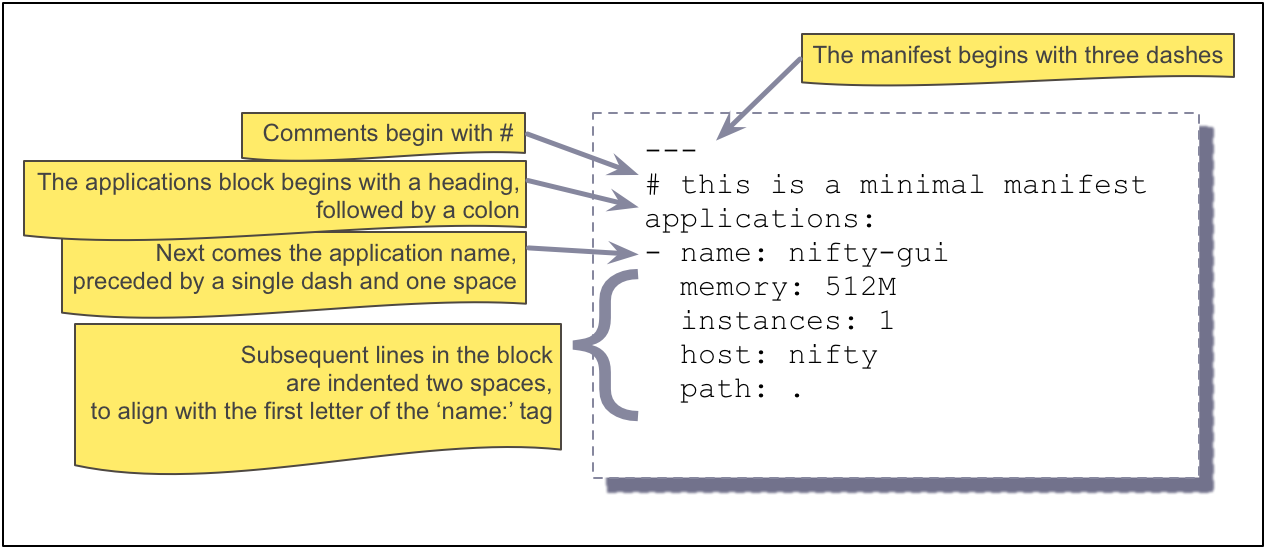 The manifest begins with three dashes
Comments begin with #
The applications block begins with a heading,
followed by a colon
Next comes the application name,
preceded by a single dash and one space
Subsequent lines in the block
are indented two spaces,
to align with the first letter of the ‘name:’ tag
---
# this is a minimal manifest
applications:
- name: nifty-gui
  memory: 512M
  instances: 1
  host: nifty
  path: .